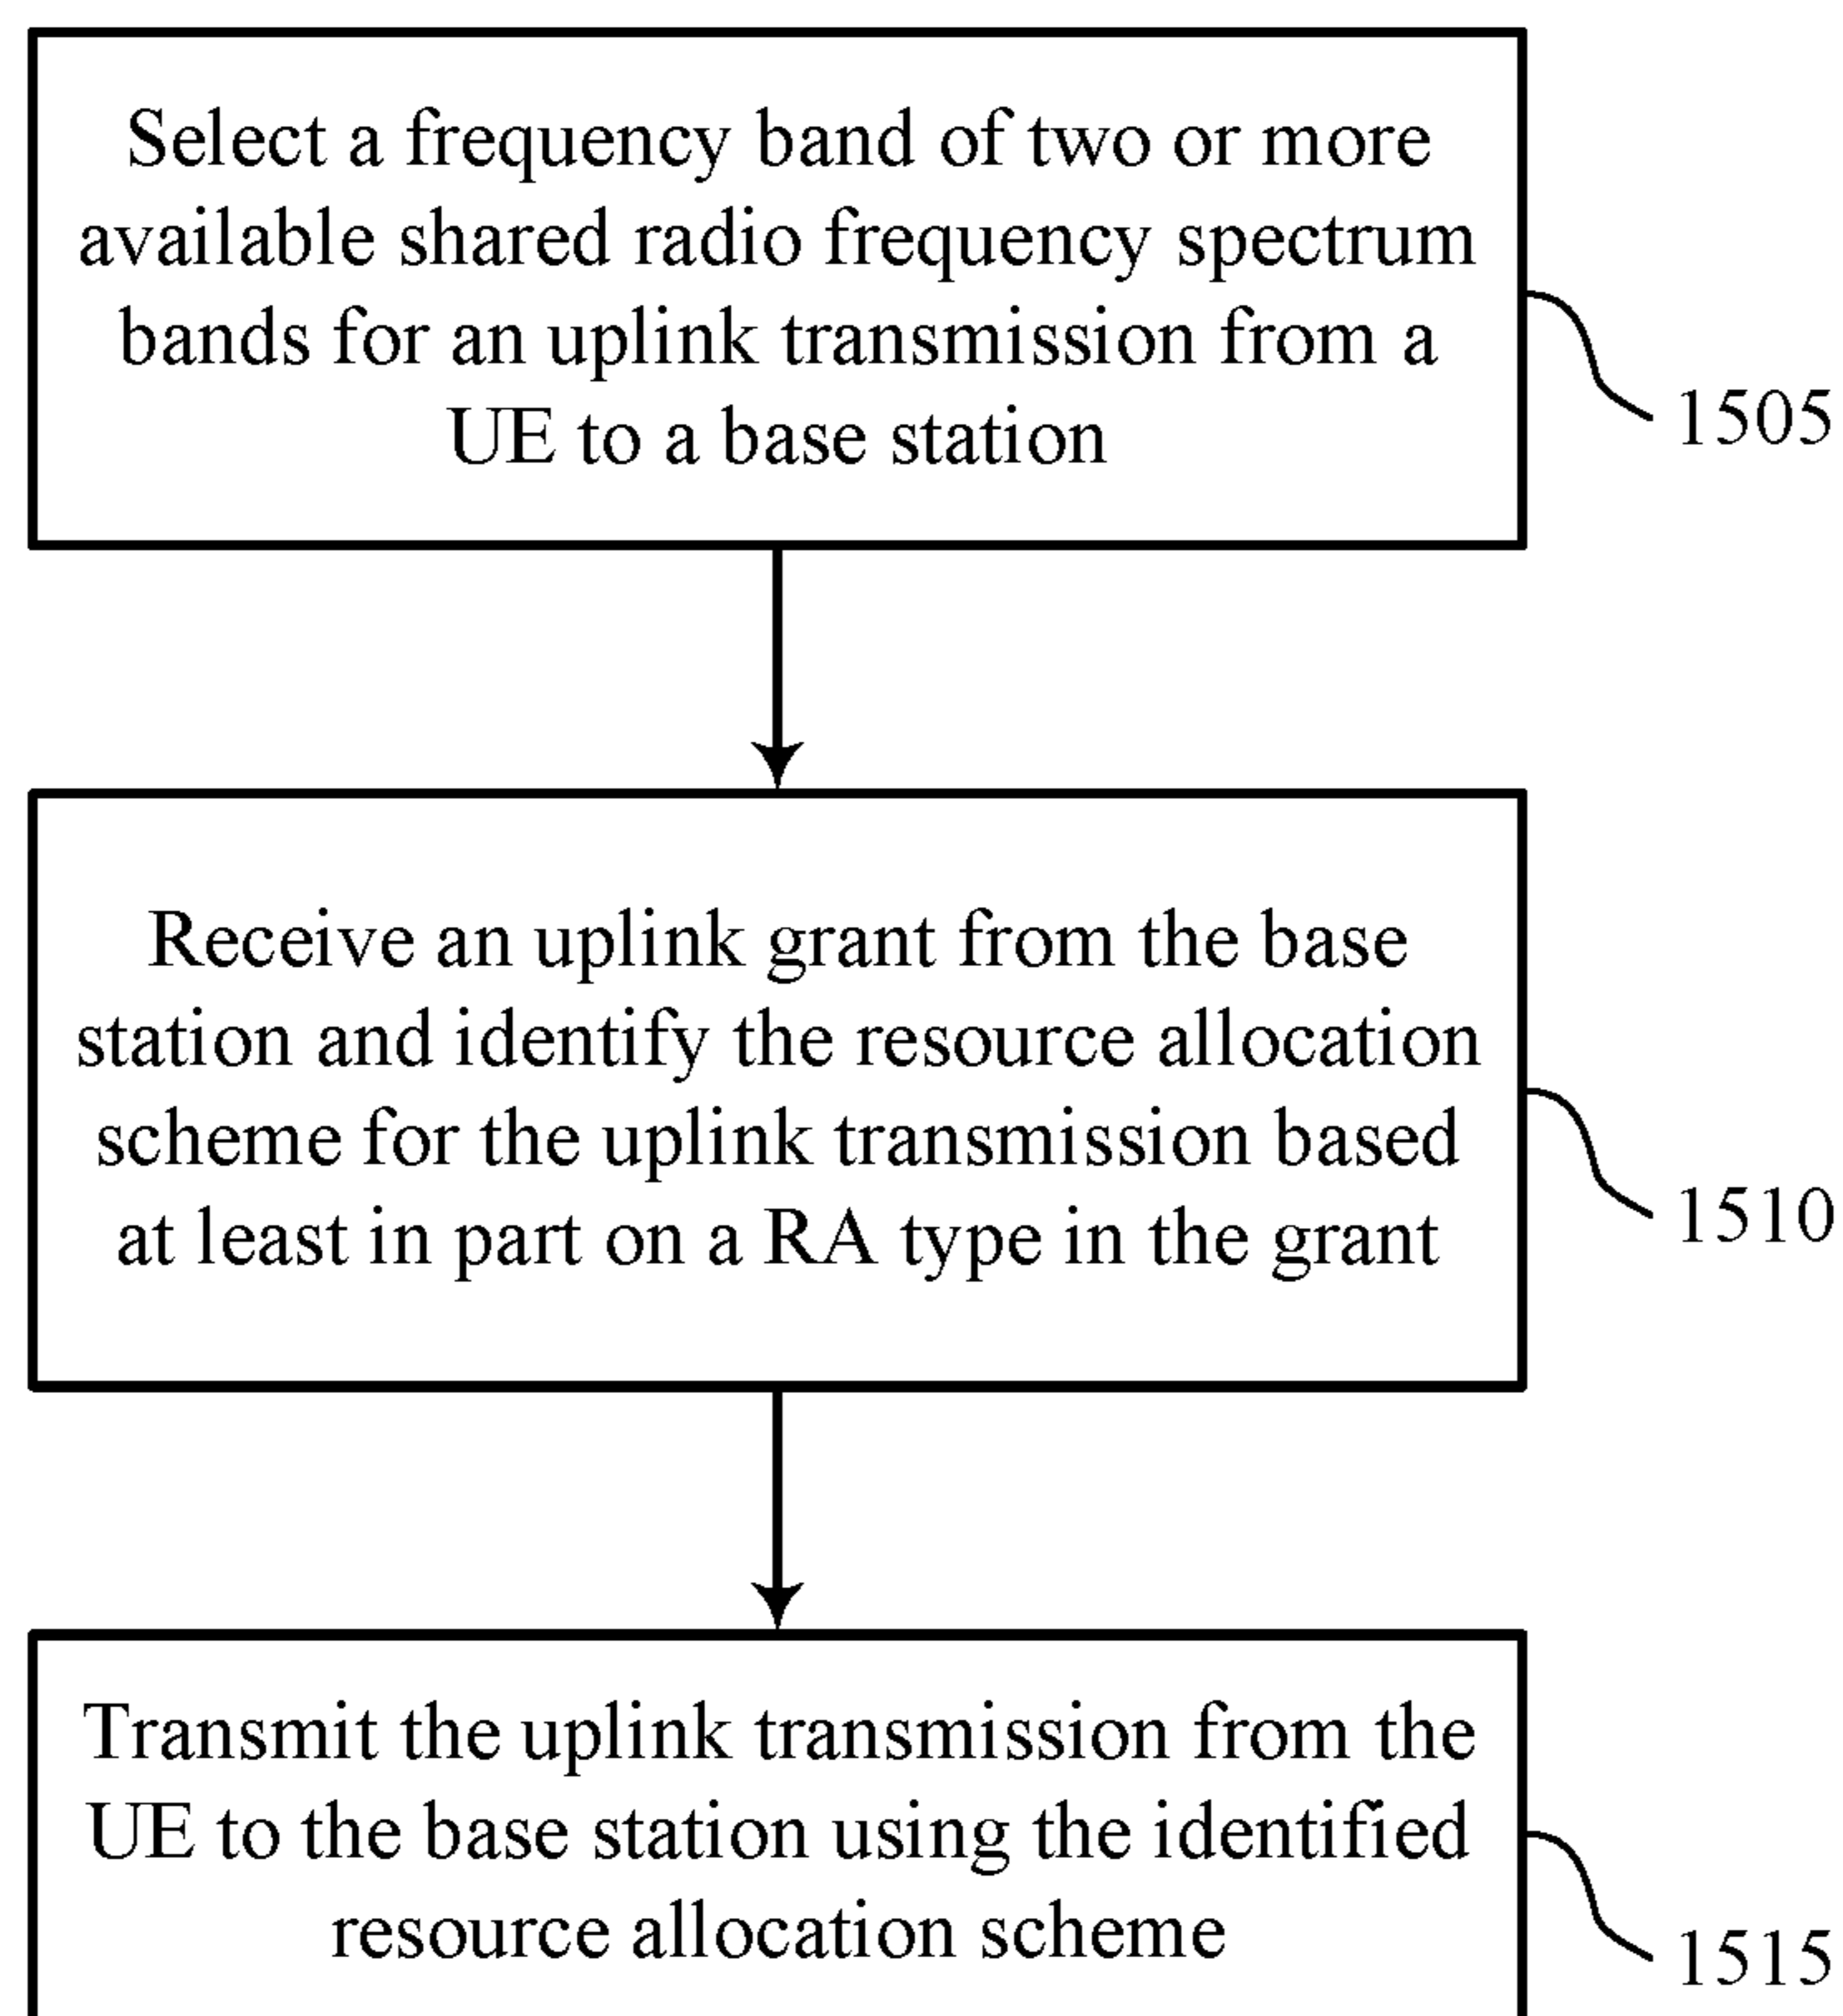 Select a frequency band of two or more
available shared radio frequency spectrum
bands for an uplink transmission from a
UE to a base station
1505
Receive an uplink grant from the base
station and identify the resource allocation
scheme for the uplink transmission based
at least in part on a RA type in the grant
1510
Transmit the uplink transmission from the
UE to the base station using the identified
resource allocation scheme
1515